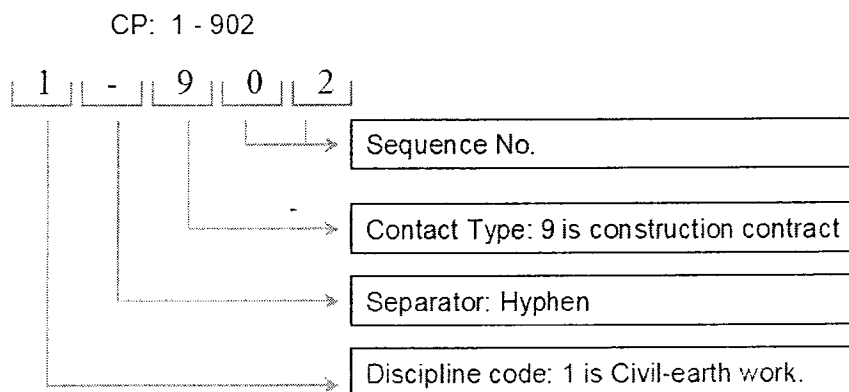 CP: 1 - 902
1 - 9 0 2
Sequence No.
Contact Type: 9 is construction contract
Separator: Hyphen
Discipline code: 1 is Civil-earth work.